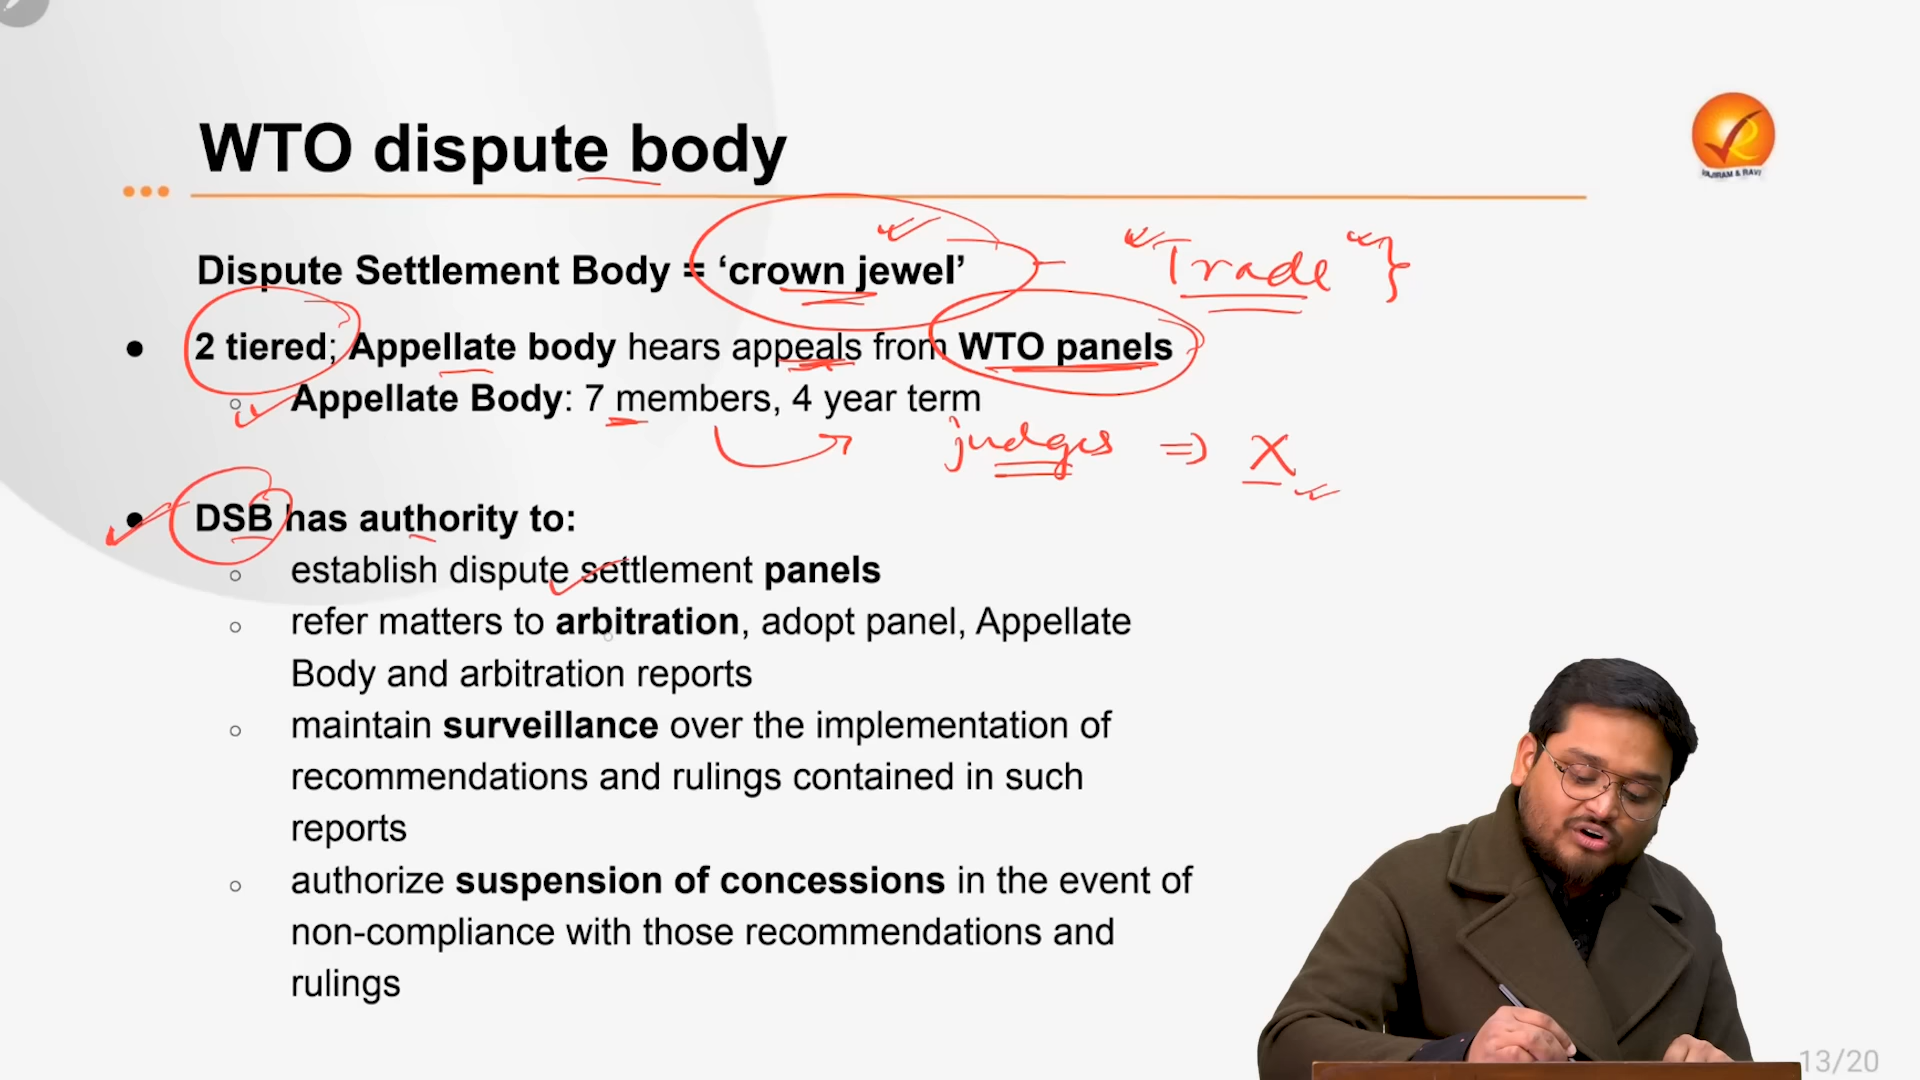 WTO dispute body
VAJIRAM & RAVI
Dispute Settlement Body = ‘crown jewel’
"Trade"}
● 2 tiered; Appellate body hears appeals from WTO panels
○ Appellate Body: 7 members, 4 year term
judges ⇒ X
● DSB has authority to:
○ establish dispute settlement panels
○ refer matters to arbitration, adopt panel, Appellate
Body and arbitration reports
○ maintain surveillance over the implementation of
recommendations and rulings contained in such
reports
○ authorize suspension of concessions in the event of
non-compliance with those recommendations and
rulings
13/20